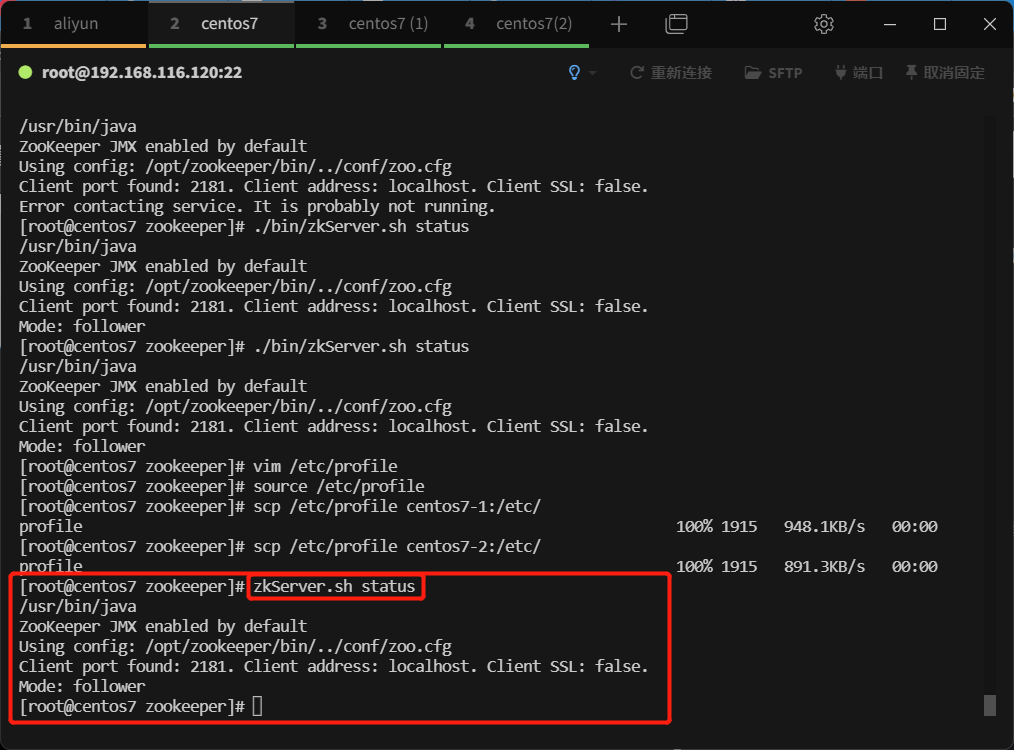 1 aliyun 2 centos7 3 centos7 (1) 4 centos7(2)
root@192.168.116.120:22 重新连接 SFTP 端口 取消固定
/usr/bin/java
ZooKeeper JMX enabled by default
Using config: /opt/zookeeper/bin/../conf/zoo.cfg
Client port found: 2181. Client address: localhost. Client SSL: false.
Error contacting service. It is probably not running.
[root@centos7 zookeeper]# ./bin/zkServer.sh status
/usr/bin/java
ZooKeeper JMX enabled by default
Using config: /opt/zookeeper/bin/../conf/zoo.cfg
Client port found: 2181. Client address: localhost. Client SSL: false.
Mode: follower
[root@centos7 zookeeper]# ./bin/zkServer.sh status
/usr/bin/java
ZooKeeper JMX enabled by default
Using config: /opt/zookeeper/bin/../conf/zoo.cfg
Client port found: 2181. Client address: localhost. Client SSL: false.
Mode: follower
[root@centos7 zookeeper]# vim /etc/profile
[root@centos7 zookeeper]# source /etc/profile
[root@centos7 zookeeper]# scp /etc/profile centos7-1:/etc/
profile 100% 1915 948.1KB/s 00:00
[root@centos7 zookeeper]# scp /etc/profile centos7-2:/etc/
profile 100% 1915 891.3KB/s 00:00
[root@centos7 zookeeper]# zkServer.sh status
/usr/bin/java
ZooKeeper JMX enabled by default
Using config: /opt/zookeeper/bin/../conf/zoo.cfg
Client port found: 2181. Client address: localhost. Client SSL: false.
Mode: follower
[root@centos7 zookeeper]#